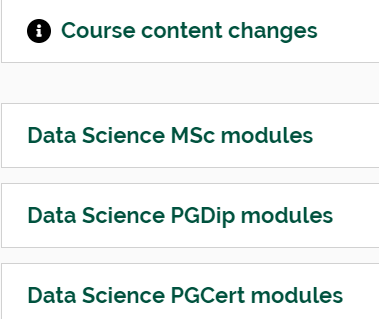 Course content changes
Data Science MSc modules
Data Science PGDip modules
Data Science PGCert modules